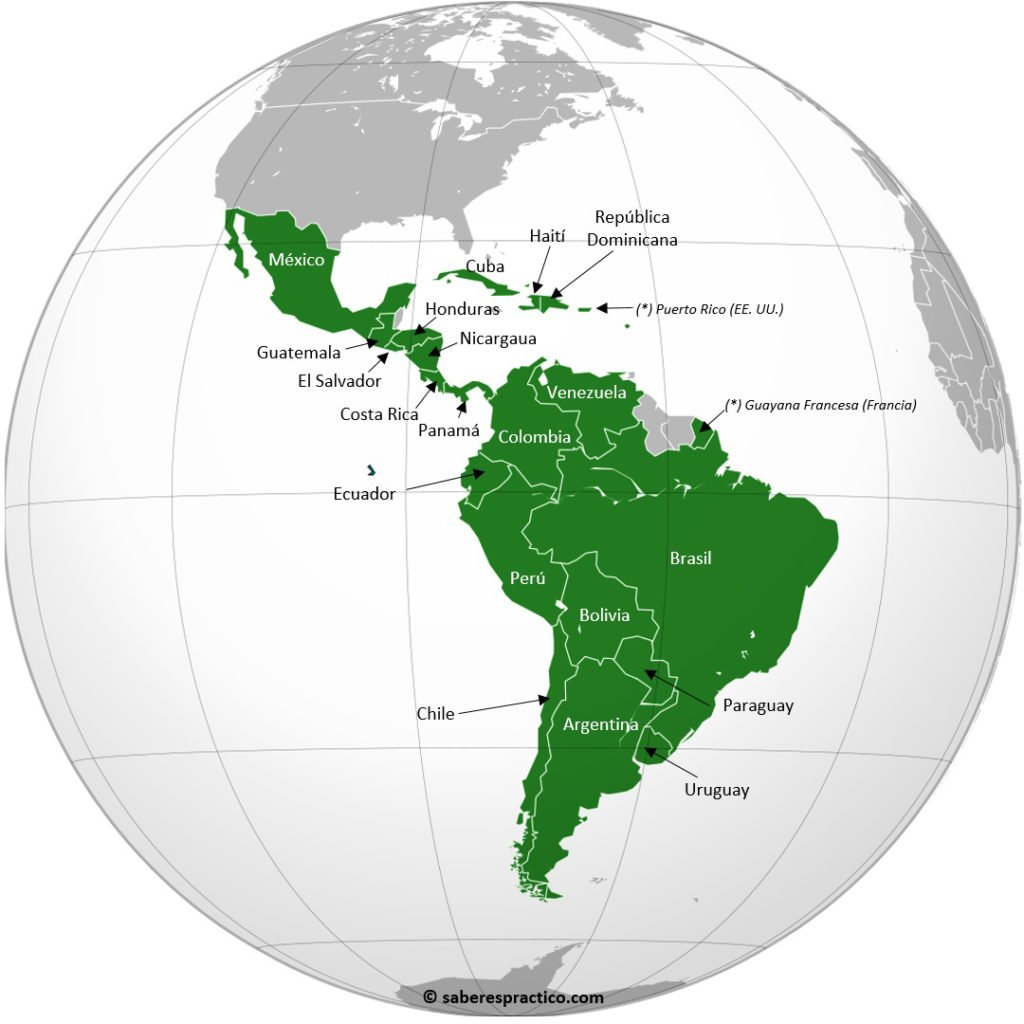 República
Dominicana
Haití
México
Cuba
(*) Puerto Rico (EE. UU.)
Honduras
Nicargaua
Guatemala
El Salvador
Venezuela
Costa Rica
(*) Guayana Francesa (Francia)
Panamá
Colombia
Ecuador
Brasil
Perú
Bolivia
Paraguay
Chile
Argentina
Uruguay
© saberespractico.com